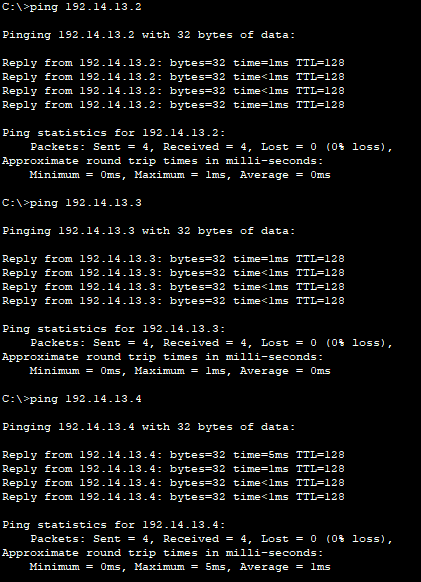 C:\>ping 192.14.13.2
Pinging 192.14.13.2 with 32 bytes of data:
Reply from 192.14.13.2: bytes=32 time=1ms TTL=128
Reply from 192.14.13.2: bytes=32 time<1ms TTL=128
Reply from 192.14.13.2: bytes=32 time<1ms TTL=128
Reply from 192.14.13.2: bytes=32 time=1ms TTL=128
Ping statistics for 192.14.13.2:
Packets: Sent = 4, Received = 4, Lost = 0 (0% loss),
Approximate round trip times in milli-seconds:
Minimum = 0ms, Maximum = 1ms, Average = 0ms
C:\>ping 192.14.13.3
Pinging 192.14.13.3 with 32 bytes of data:
Reply from 192.14.13.3: bytes=32 time=1ms TTL=128
Reply from 192.14.13.3: bytes=32 time<1ms TTL=128
Reply from 192.14.13.3: bytes=32 time<1ms TTL=128
Reply from 192.14.13.3: bytes=32 time<1ms TTL=128
Ping statistics for 192.14.13.3:
Packets: Sent = 4, Received = 4, Lost = 0 (0% loss),
Approximate round trip times in milli-seconds:
Minimum = 0ms, Maximum = 1ms, Average = 0ms
C:\>ping 192.14.13.4
Pinging 192.14.13.4 with 32 bytes of data:
Reply from 192.14.13.4: bytes=32 time=5ms TTL=128
Reply from 192.14.13.4: bytes=32 time=1ms TTL=128
Reply from 192.14.13.4: bytes=32 time<1ms TTL=128
Reply from 192.14.13.4: bytes=32 time<1ms TTL=128
Ping statistics for 192.14.13.4:
Packets: Sent = 4, Received = 4, Lost = 0 (0% loss),
Approximate round trip times in milli-seconds:
Minimum = 0ms, Maximum = 5ms, Average = 1ms